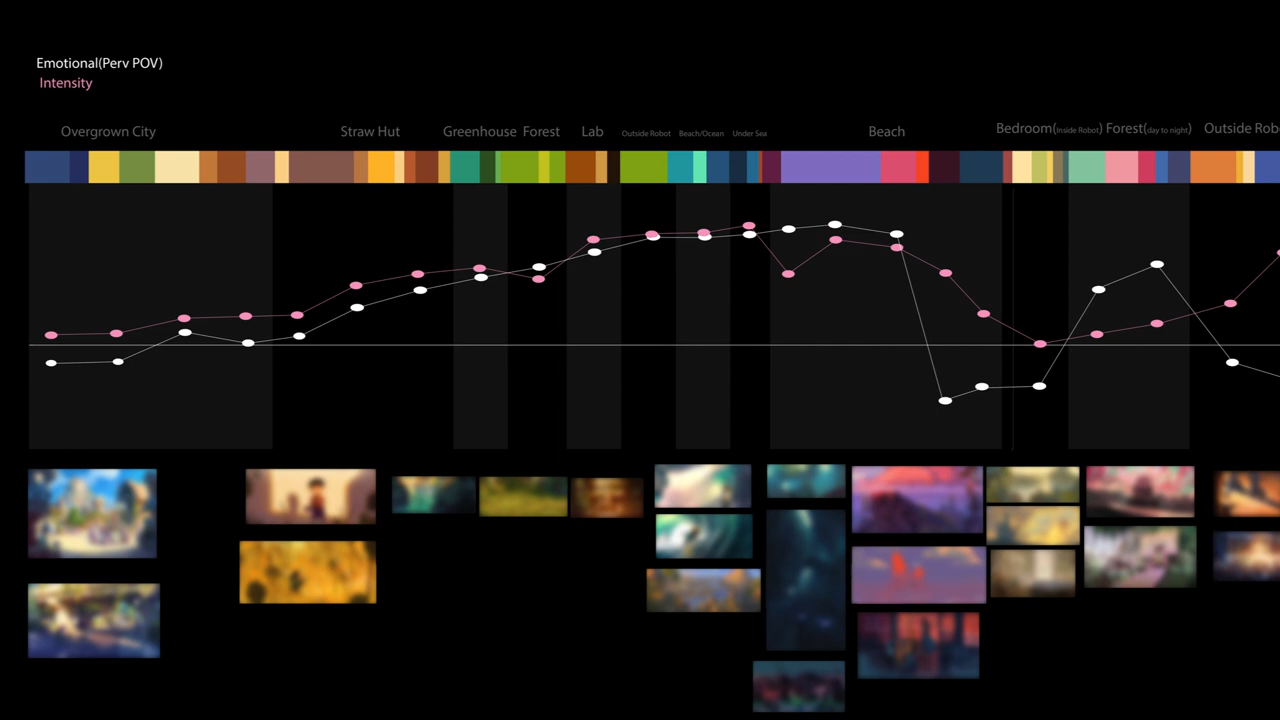 Emotional(Perv POV)
Intensity
Overgrown City
Straw Hut
Greenhouse
Forest
Lab
Outside Robot
Beach/Ocean
Under Sea
Beach
Bedroom(Inside Robot)
Forest(day to night)
Outside Rob